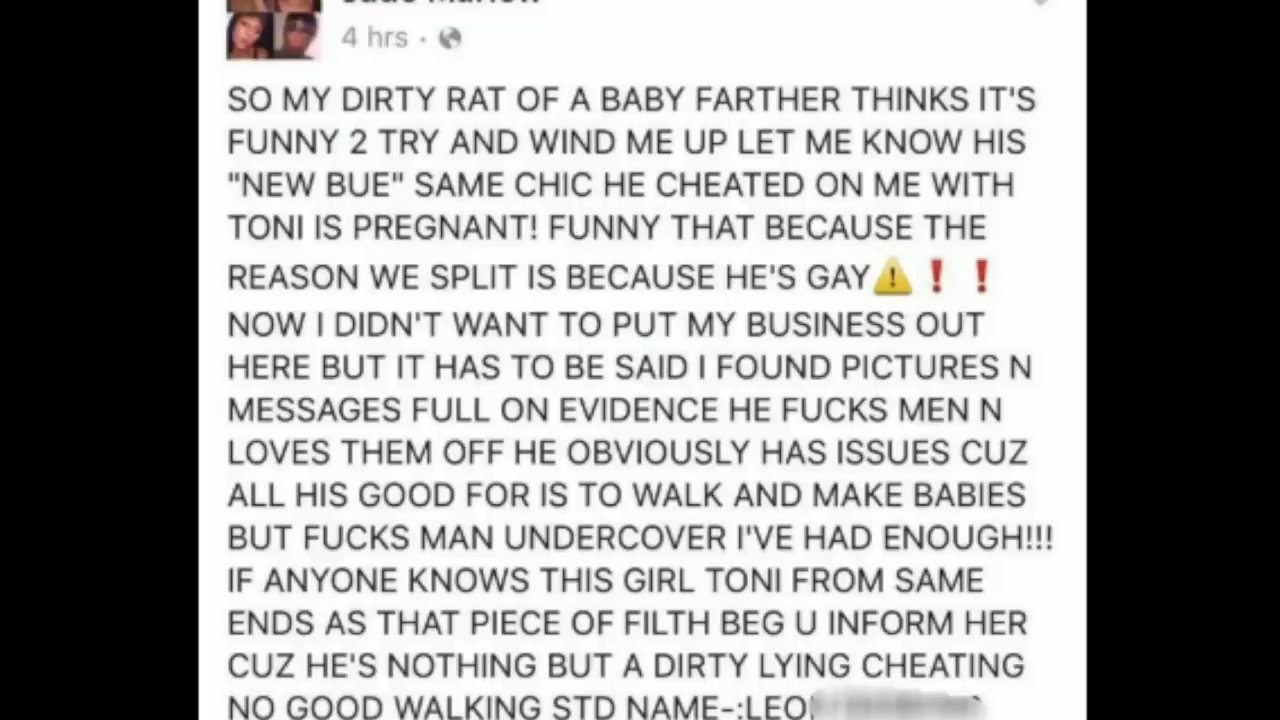 4 hrs ·
SO MY DIRTY RAT OF A BABY FARTHER THINKS IT'S
FUNNY 2 TRY AND WIND ME UP LET ME KNOW HIS
"NEW BUE" SAME CHIC HE CHEATED ON ME WITH
TONI IS PREGNANT! FUNNY THAT BECAUSE THE
REASON WE SPLIT IS BECAUSE HE'S GAY⚠️❗❗
NOW I DIDN'T WANT TO PUT MY BUSINESS OUT
HERE BUT IT HAS TO BE SAID I FOUND PICTURES N
MESSAGES FULL ON EVIDENCE HE FUCKS MEN N
LOVES THEM OFF HE OBVIOUSLY HAS ISSUES CUZ
ALL HIS GOOD FOR IS TO WALK AND MAKE BABIES
BUT FUCKS MAN UNDERCOVER I'VE HAD ENOUGH!!!
IF ANYONE KNOWS THIS GIRL TONI FROM SAME
ENDS AS THAT PIECE OF FILTH BEG U INFORM HER
CUZ HE'S NOTHING BUT A DIRTY LYING CHEATING
NO GOOD WALKING STD NAME-:LEO